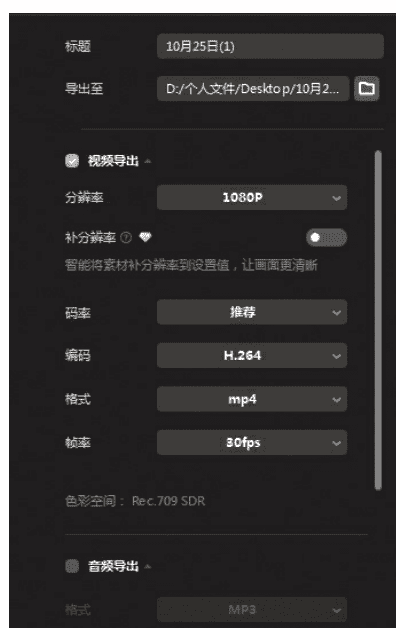 标题 10月25日(1)
导出至 D:/个人文件/Desktop/10月2...
视频导出
分辨率 1080P
补分辨率
智能将素材补分辨率到设置值，让画面更清晰
码率 推荐
编码 H.264
格式 mp4
帧率 30fps
色彩空间：Rec.709 SDR
音频导出
格式 MP3